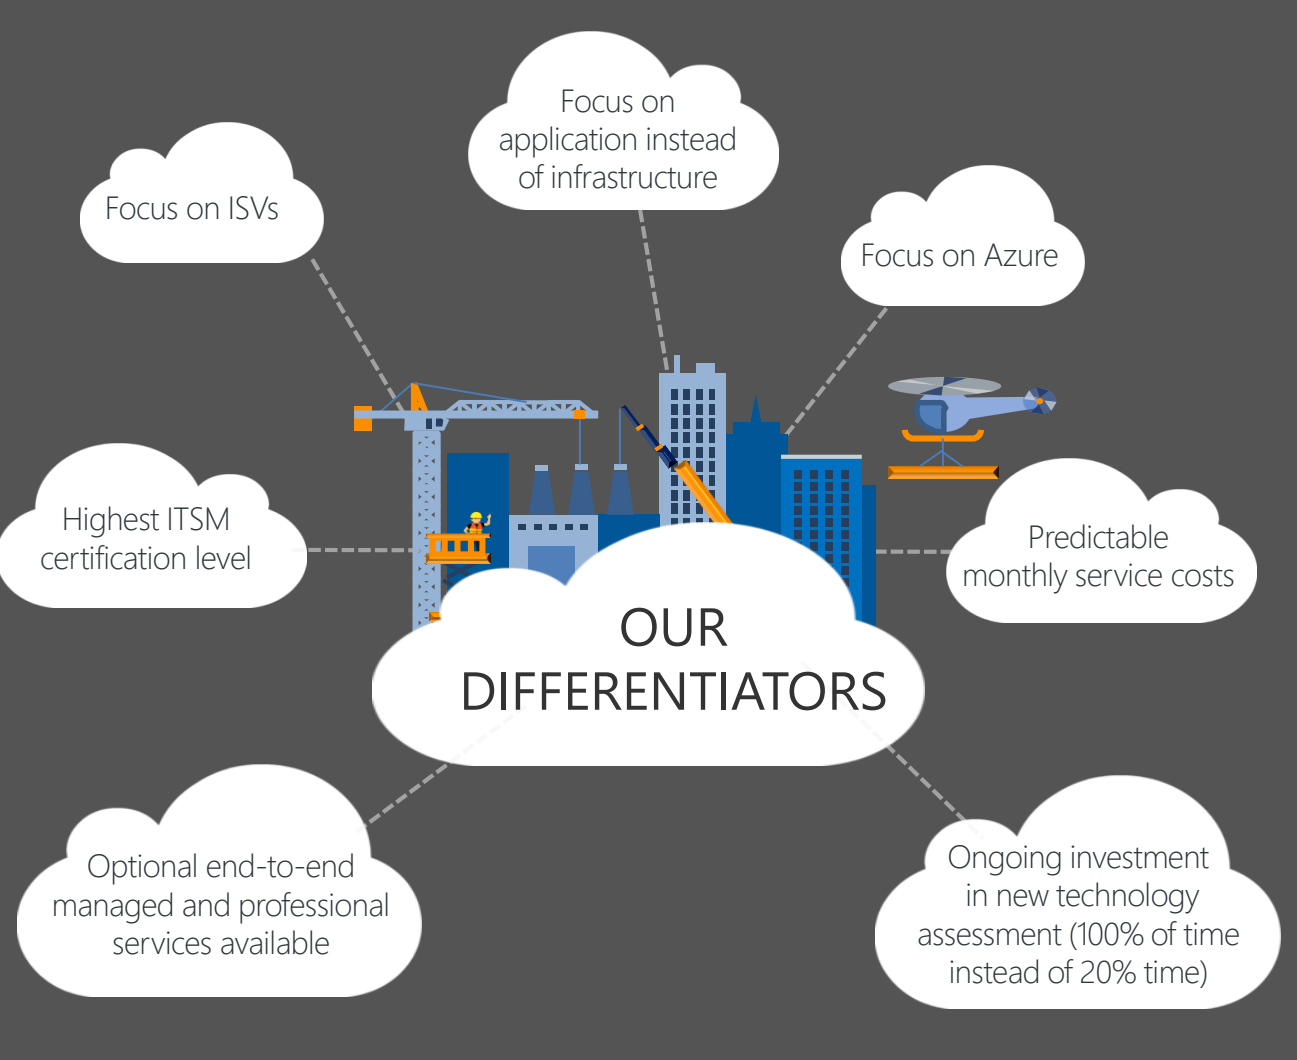 Focus on
application instead
of infrastructure
Focus on ISVs
Focus on Azure
Highest ITSM
certification level
Predictable
monthly service costs
OUR
DIFFERENTIATORS
Optional end-to-end
managed and professional
services available
Ongoing investment
in new technology
assessment (100% of time
instead of 20% time)